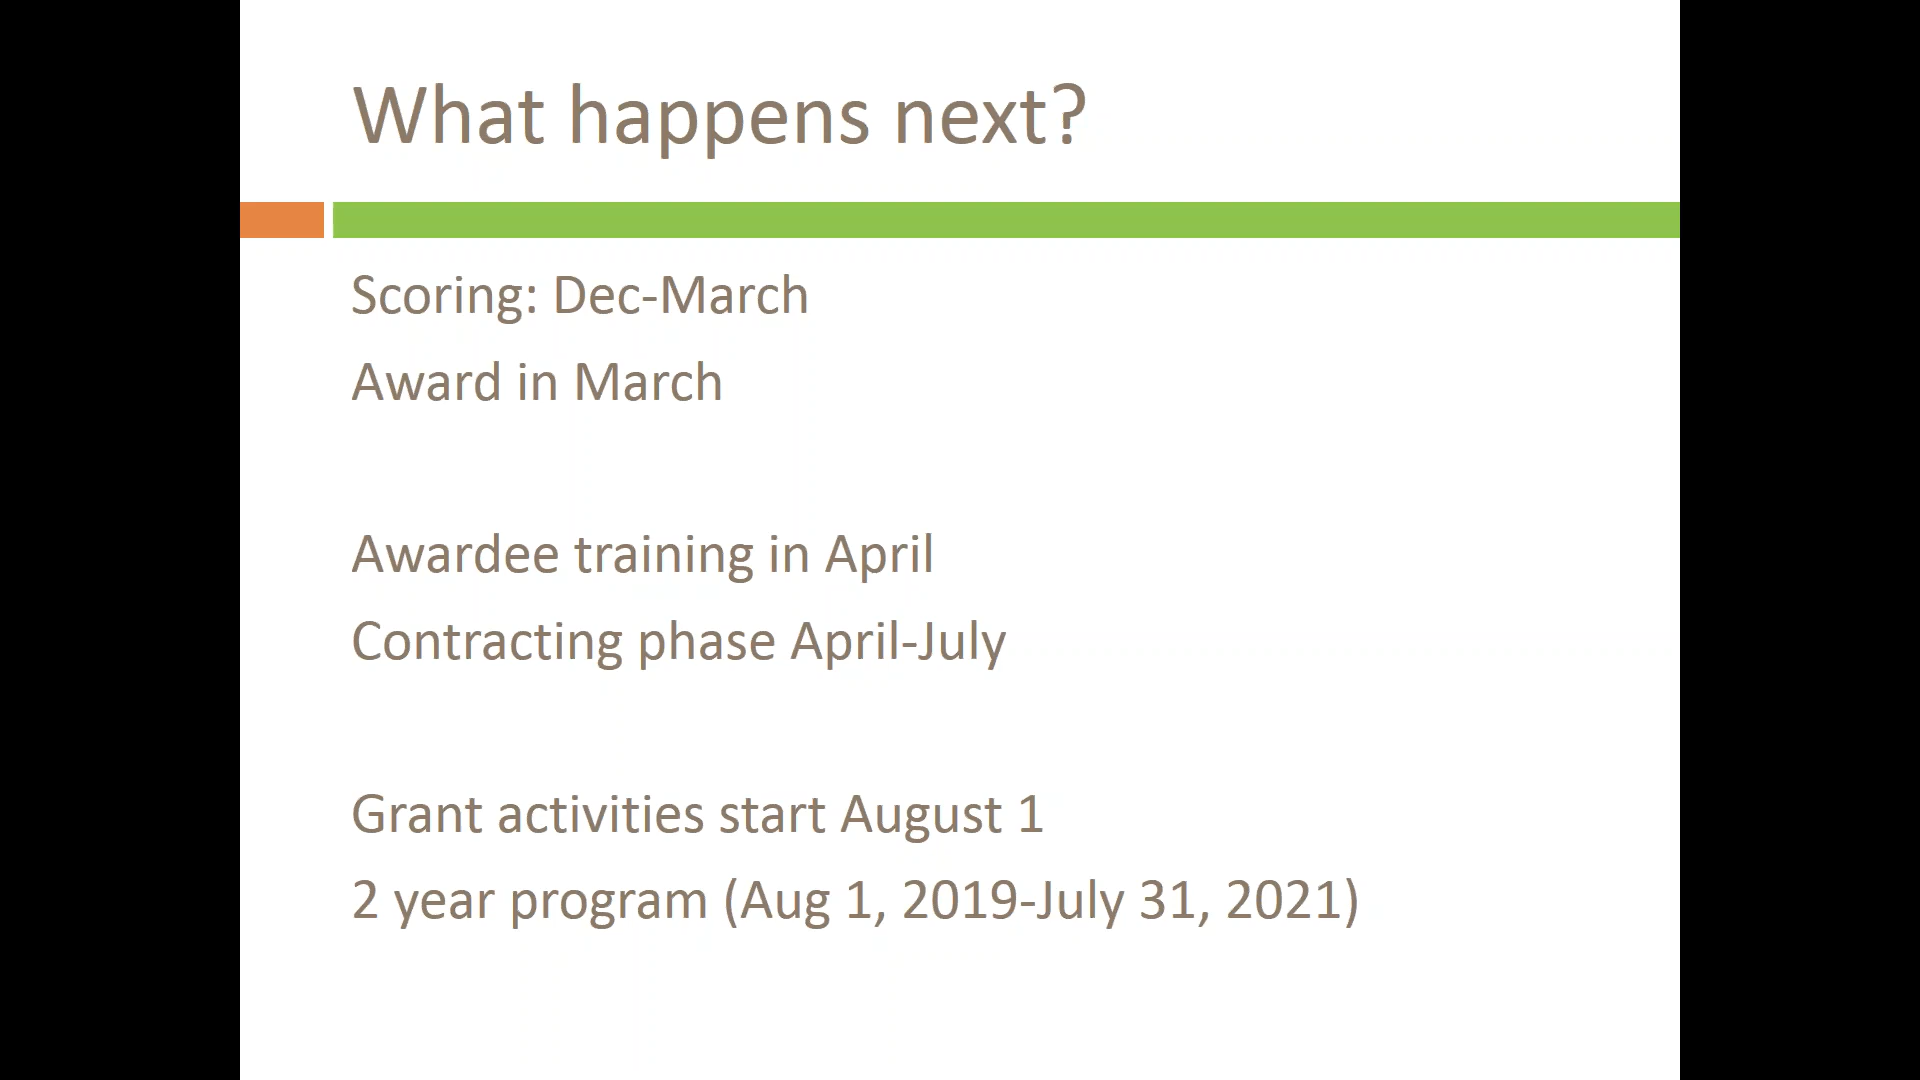 What happens next?
Scoring: Dec-March
Award in March
Awardee training in April
Contracting phase April-July
Grant activities start August 1
2 year program (Aug 1, 2019-July 31, 2021)